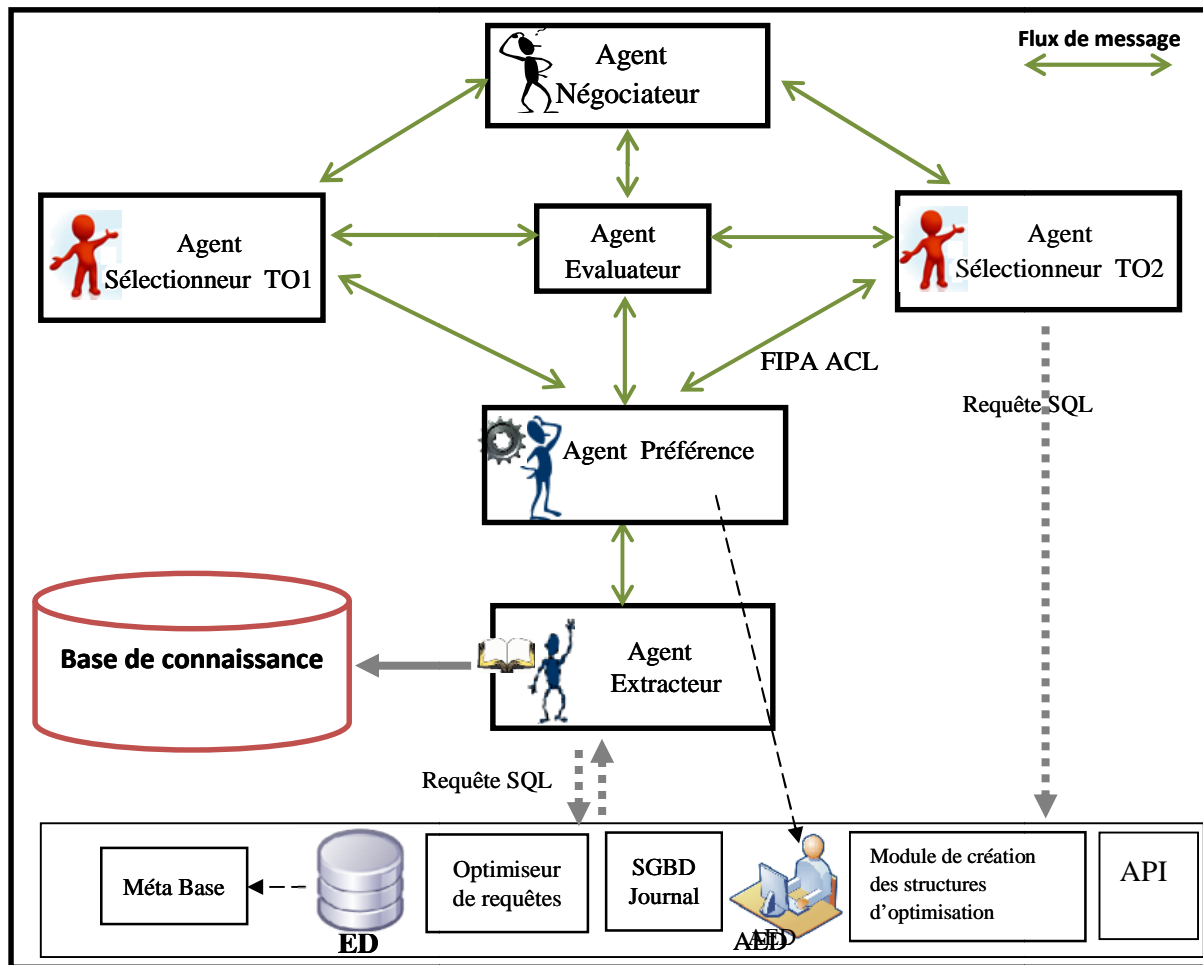 Flux de message
Agent
Négociateur
Agent
Sélectionneur TO1
Agent
Evaluateur
Agent
Sélectionneur TO2
FIPA ACL
Requête SQL
Agent Préférence
Base de connaissance
Agent
Extracteur
Requête SQL
Méta Base
ED
Optimiseur
de requêtes
SGBD
Journal
AED
Module de création
des structures
d’optimisation
API